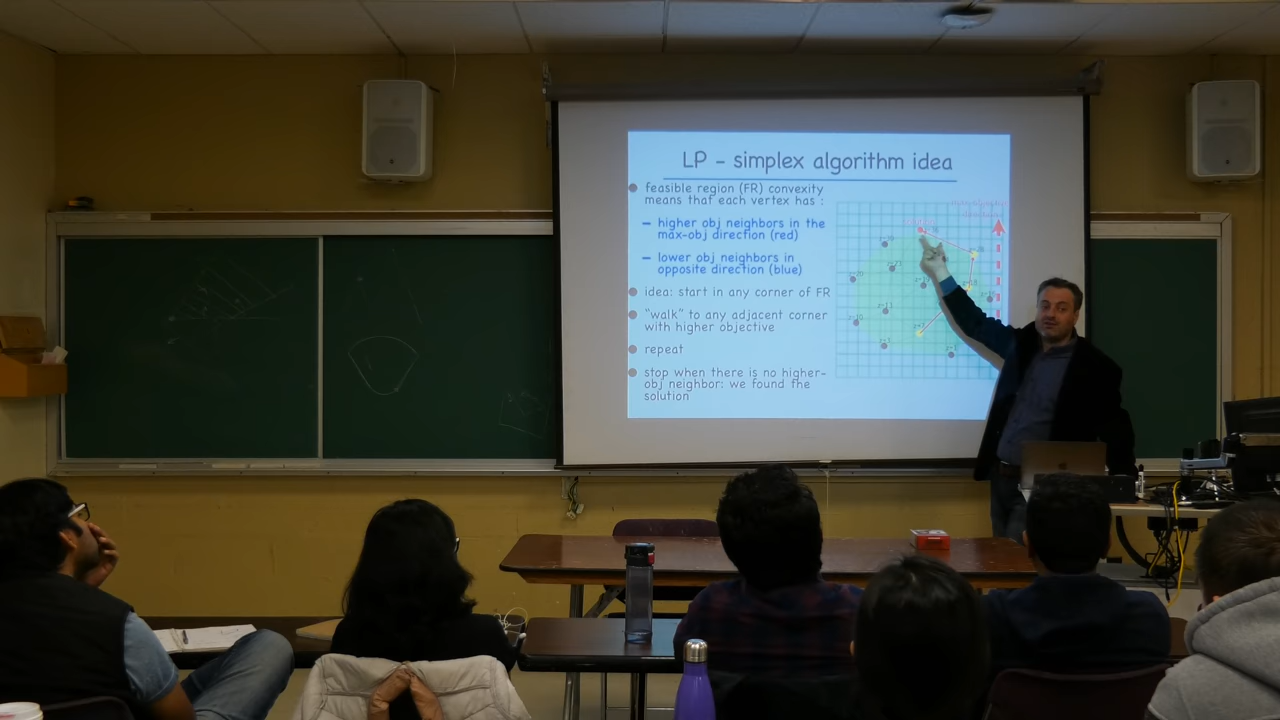 LP - simplex algorithm idea
feasible region (FR) convexity
means that each vertex has :
– higher obj neighbors in the
max-obj direction (red)
– lower obj neighbors in
opposite direction (blue)
idea: start in any corner of FR
"walk" to any adjacent corner
with higher objective
repeat
stop when there is no higher-
obj neighbor: we found the
solution